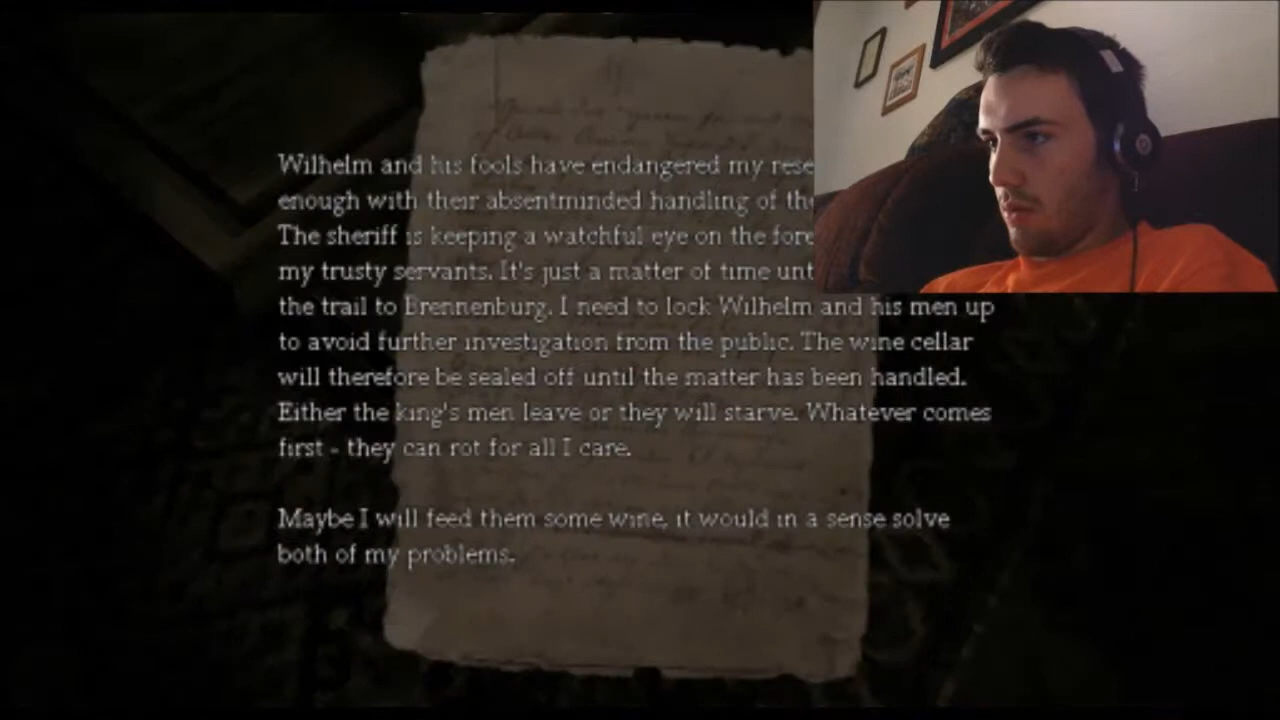 Wilhelm and his fools have endangered my
enough with their absentminded handling of
The sheriff is keeping a watchful eye on the
my trusty servants. It's just a matter of time
the trail to Brennenburg. I need to lock Wilhelm and his men up
to avoid further investigation from the public. The wine cellar
will therefore be sealed off until the matter has been handled.
Either the king's men leave or they will starve. Whatever comes
first - they can rot for all I care.
Maybe I will feed them some wine, it would in a sense solve
both of my problems.